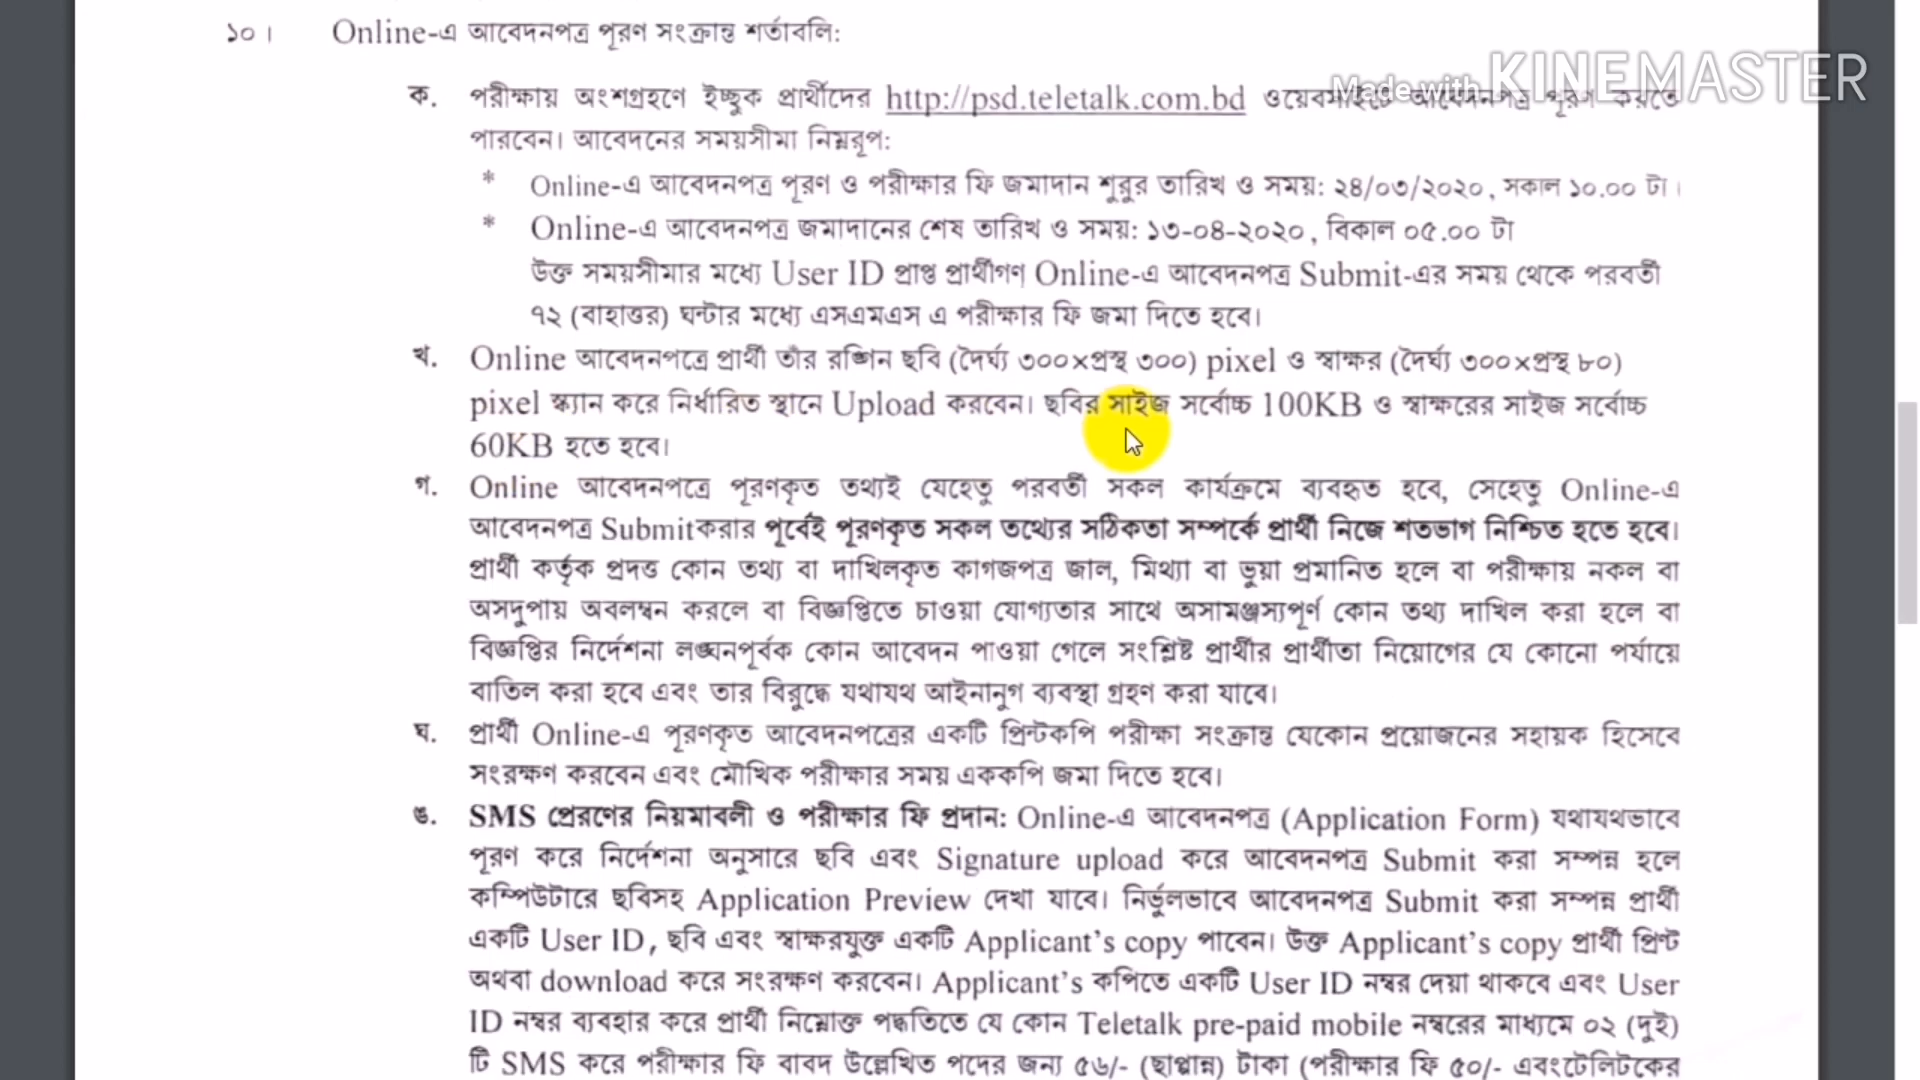 ১০। Online-এ আবেদনপত্র পূরণ সংক্রান্ত শর্তাবলি:
Made with KINEMASTER
ক. পরীক্ষায় অংশগ্রহণে ইচ্ছুক প্রার্থীদের http://psd.teletalk.com.bd ওয়েবসাইটে আবেদনপত্র পূরণ করতে
পারবেন। আবেদনের সময়সীমা নিম্নরূপ:
* Online-এ আবেদনপত্র পূরণ ও পরীক্ষার ফি জমাদান শুরুর তারিখ ও সময়: ২৪/০৩/২০২০, সকাল ১০.০০ টা।
* Online-এ আবেদনপত্র জমাদানের শেষ তারিখ ও সময়: ১৩-০৪-২০২০, বিকাল ০৫.০০ টা
উক্ত সময়সীমার মধ্যে User ID প্রাপ্ত প্রার্থীগণ Online-এ আবেদনপত্র Submit-এর সময় থেকে পরবর্তী
৭২ (বাহাত্তর) ঘন্টার মধ্যে এসএমএস এ পরীক্ষার ফি জমা দিতে হবে।
খ. Online আবেদনপত্রে প্রার্থী তাঁর রঙ্গিন ছবি (দৈর্ঘ্য ৩০০×প্রস্থ ৩০০) pixel ও স্বাক্ষর (দৈর্ঘ্য ৩০০×প্রস্থ ৮০)
pixel স্ক্যান করে নির্ধারিত স্থানে Upload করবেন। ছবির সাইজ সর্বোচ্চ 100KB ও স্বাক্ষরের সাইজ সর্বোচ্চ
60KB হতে হবে।
গ. Online আবেদনপত্রে পূরণকৃত তথ্যই যেহেতু পরবর্তী সকল কার্যক্রমে ব্যবহৃত হবে, সেহেতু Online-এ
আবেদনপত্র Submitকরার পূর্বেই পূরণকৃত সকল তথ্যের সঠিকতা সম্পর্কে প্রার্থী নিজে শতভাগ নিশ্চিত হতে হবে।
প্রার্থী কর্তৃক প্রদত্ত কোন তথ্য বা দাখিলকৃত কাগজপত্র জাল, মিথ্যা বা ভুয়া প্রমানিত হলে বা পরীক্ষায় নকল বা
অসদুপায় অবলম্বন করলে বা বিজ্ঞপ্তিতে চাওয়া যোগ্যতার সাথে অসামঞ্জস্যপূর্ণ কোন তথ্য দাখিল করা হলে বা
বিজ্ঞপ্তির নির্দেশনা লঙ্ঘনপূর্বক কোন আবেদন পাওয়া গেলে সংশ্লিষ্ট প্রার্থীর প্রার্থীতা নিয়োগের যে কোনো পর্যায়ে
বাতিল করা হবে এবং তার বিরুদ্ধে যথাযথ আইনানুগ ব্যবস্থা গ্রহণ করা যাবে।
ঘ. প্রার্থী Online-এ পূরণকৃত আবেদনপত্রের একটি প্রিন্টকপি পরীক্ষা সংক্রান্ত যেকোন প্রয়োজনের সহায়ক হিসেবে
সংরক্ষণ করবেন এবং মৌখিক পরীক্ষার সময় এককপি জমা দিতে হবে।
ঙ. SMS প্রেরণের নিয়মাবলী ও পরীক্ষার ফি প্রদান: Online-এ আবেদনপত্র (Application Form) যথাযথভাবে
পূরণ করে নির্দেশনা অনুসারে ছবি এবং Signature upload করে আবেদনপত্র Submit করা সম্পন্ন হলে
কম্পিউটারে ছবিসহ Application Preview দেখা যাবে। নির্ভুলভাবে আবেদনপত্র Submit করা সম্পন্ন প্রার্থী
একটি User ID, ছবি এবং স্বাক্ষরযুক্ত একটি Applicant's copy পাবেন। উক্ত Applicant's copy প্রার্থী প্রিন্ট
অথবা download করে সংরক্ষণ করবেন। Applicant's কপিতে একটি User ID নম্বর দেয়া থাকবে এবং User
ID নম্বর ব্যবহার করে প্রার্থী নিম্নোক্ত পদ্ধতিতে যে কোন Teletalk pre-paid mobile নম্বরের মাধ্যমে ০২ (দুই)
টি SMS করে পরীক্ষার ফি বাবদ উল্লেখিত পদের জন্য ৫৬/- (ছাপ্পান্ন) টাকা (পরীক্ষার ফি ৫০/- এবংটেলিটকের